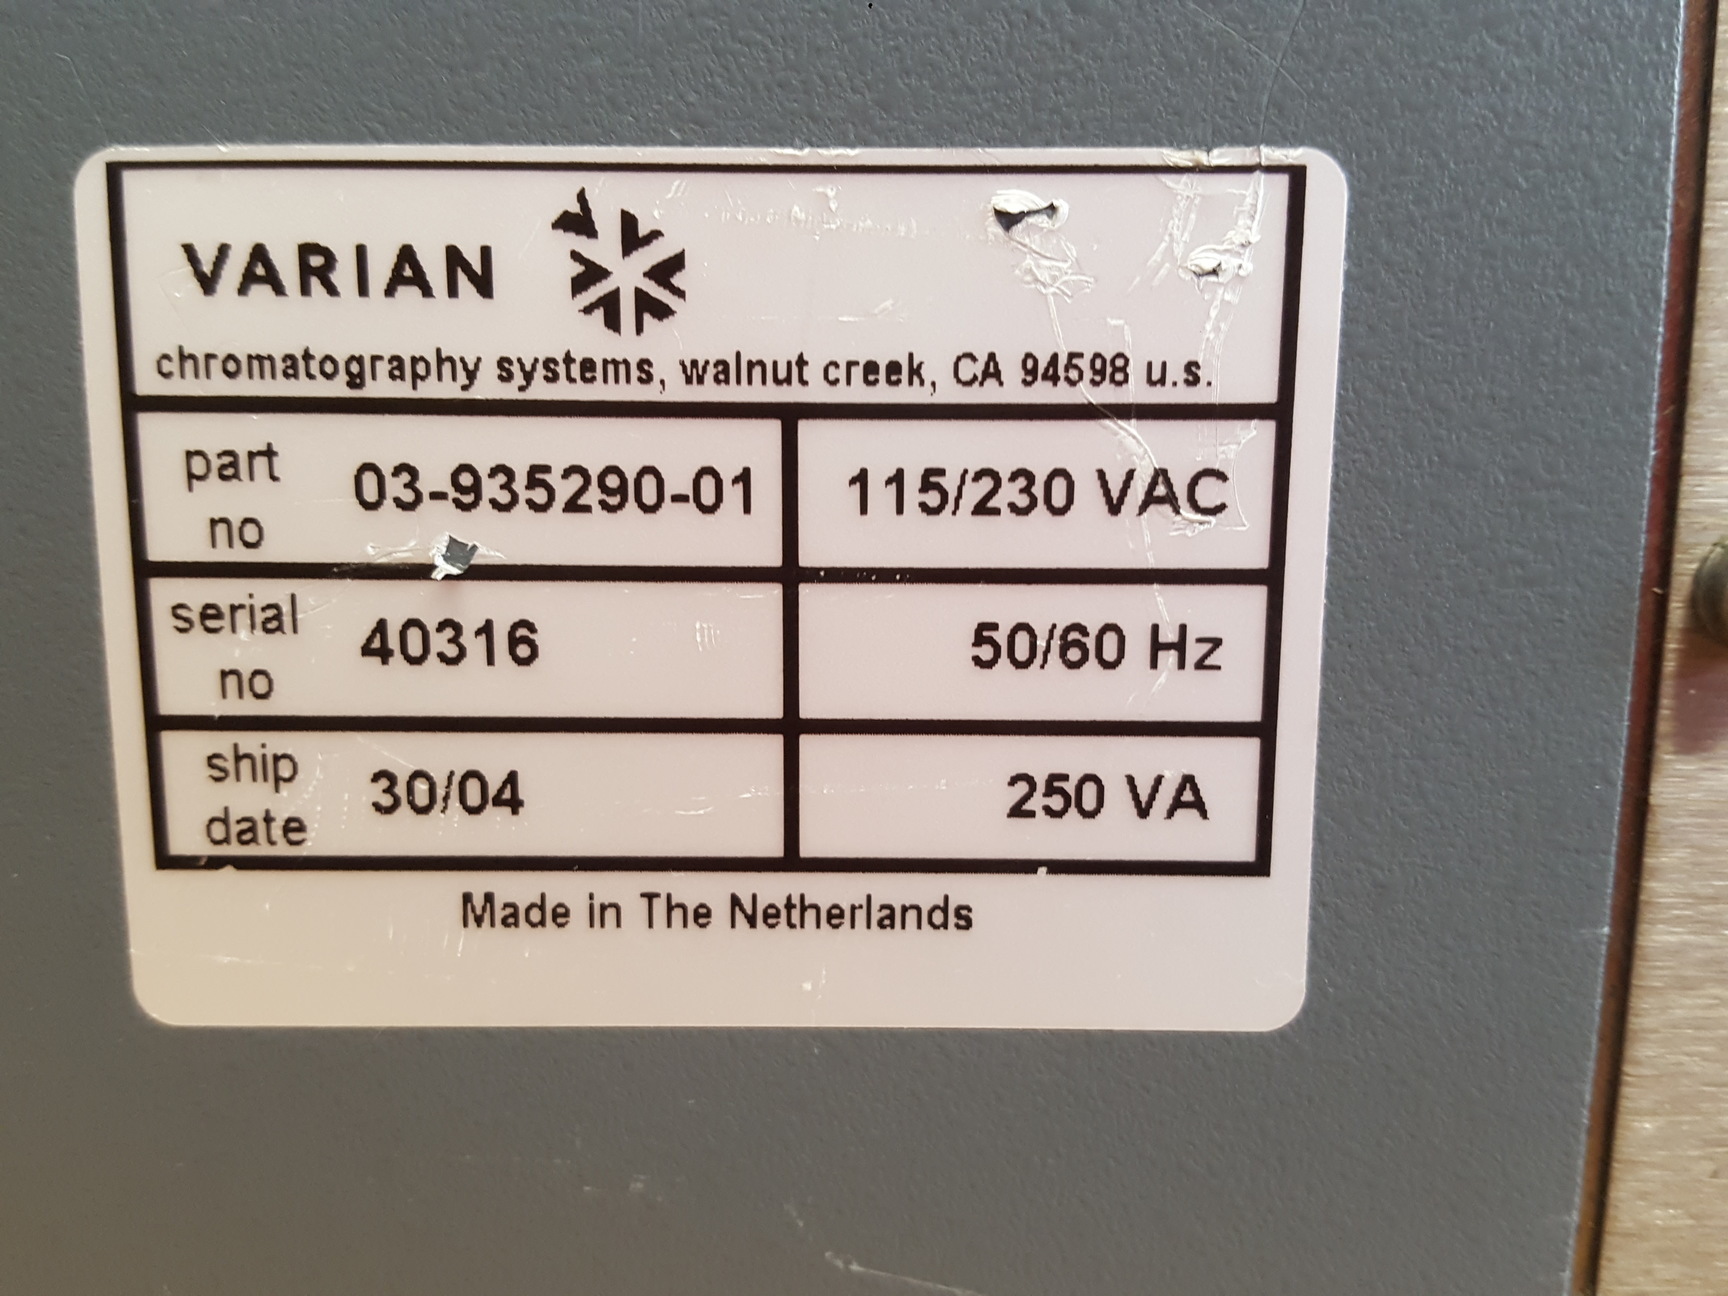 VARIAN
chromatography systems, walnut creek, CA 94598 u.s.
part no 03-935290-01 115/230 VAC
serial no 40316 50/60 Hz
ship date 30/04 250 VA
Made in The Netherlands